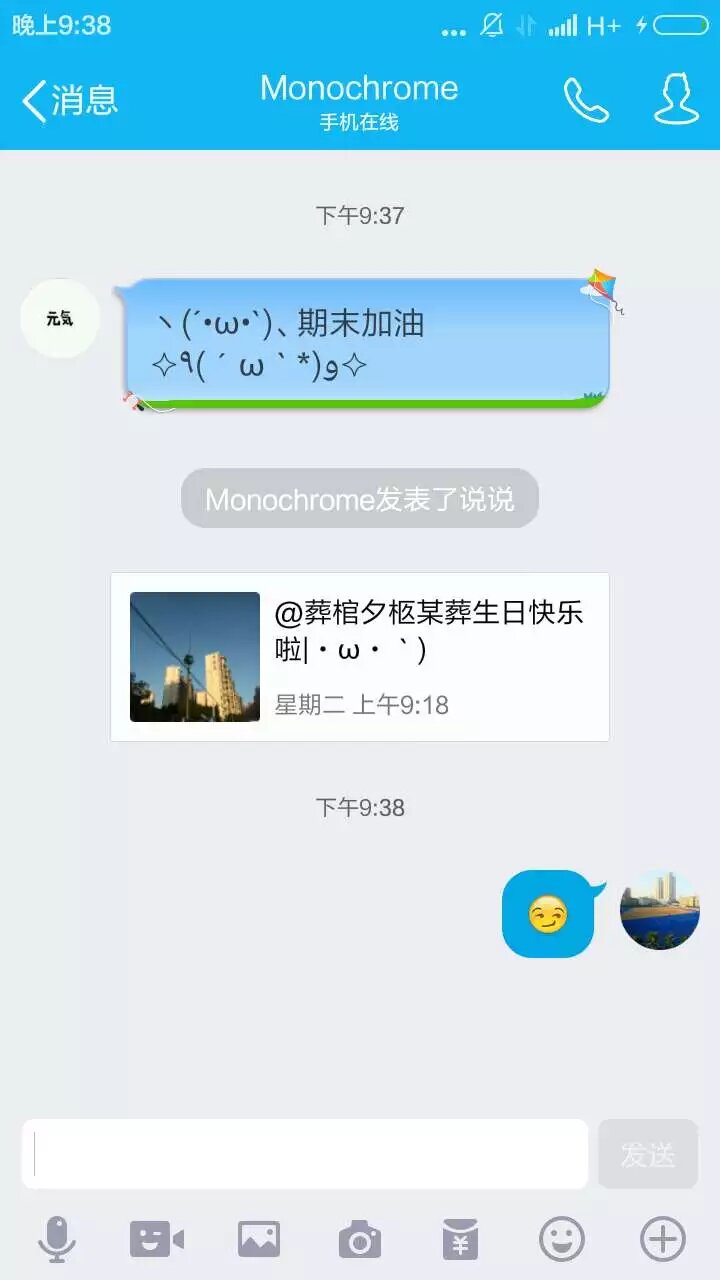 晚上9:38
H+
消息
Monochrome
手机在线
下午9:37
元気
丶(´•ω•`)、期末加油
✧٩(ˊωˋ*)و✧
Monochrome发表了说说
@葬棺夕柩某葬生日快乐
啦|・ω・｀)
星期二 上午9:18
下午9:38
发送